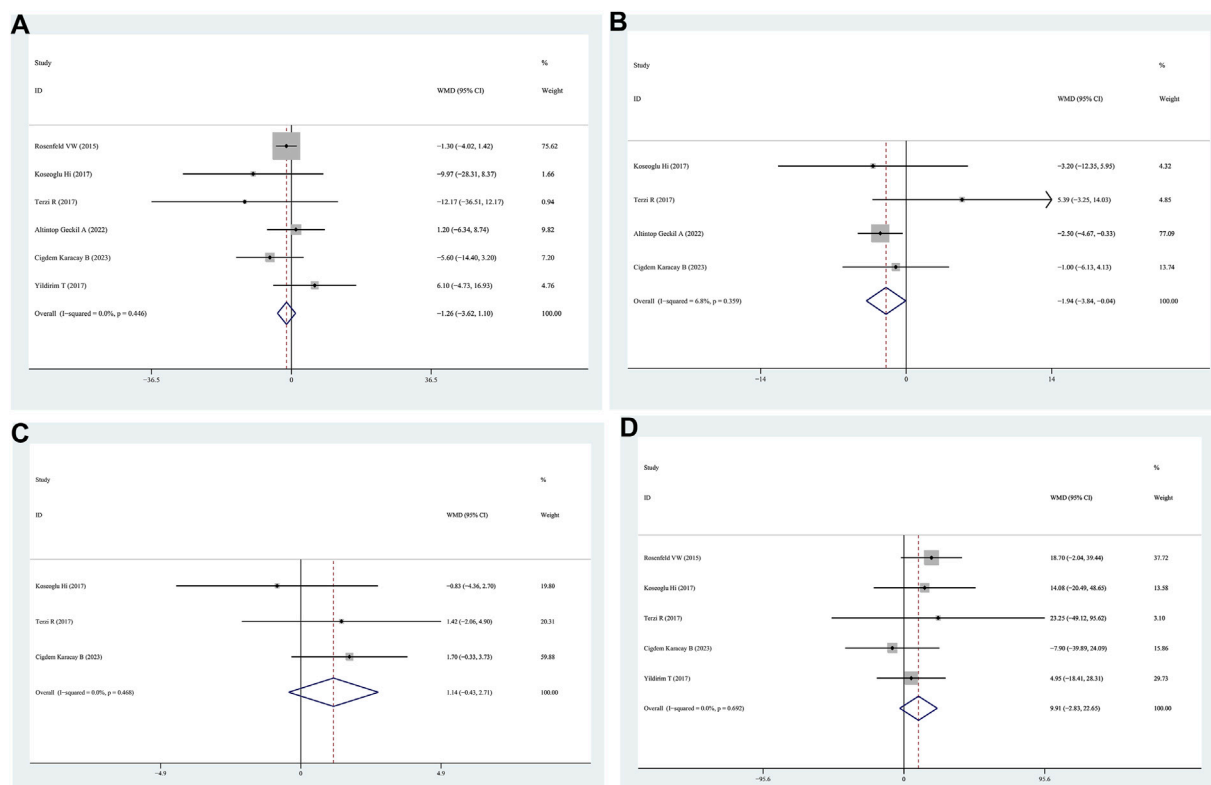 A
Study %
ID WMD (95% CI) Weight
Rosenfeld VW (2015) −1.30 (−4.02, 1.42) 75.62
Koseoglu Hi (2017) −9.97 (−28.31, 8.37) 1.66
Terzi R (2017) −12.17 (−36.51, 12.17) 0.94
Altintop Geckil A (2022) 1.20 (−6.34, 8.74) 9.82
Cigdem Karacay B (2023) −5.60 (−14.40, 3.20) 7.20
Yildirim T (2017) 6.10 (−4.73, 16.93) 4.76
Overall (I−squared = 0.0%, p = 0.446) −1.26 (−3.62, 1.10) 100.00
−36.5 0 36.5
B
Study %
ID WMD (95% CI) Weight
Koseoglu Hi (2017) −3.20 (−12.35, 5.95) 4.32
Terzi R (2017) 5.39 (−3.25, 14.03) 4.85
Altintop Geckil A (2022) −2.50 (−4.67, −0.33) 77.09
Cigdem Karacay B (2023) −1.00 (−6.13, 4.13) 13.74
Overall (I−squared = 6.8%, p = 0.359) −1.94 (−3.84, −0.04) 100.00
−14 0 14
C
Study %
ID WMD (95% CI) Weight
Koseoglu Hi (2017) −0.83 (−4.36, 2.70) 19.80
Terzi R (2017) 1.42 (−2.06, 4.90) 20.31
Cigdem Karacay B (2023) 1.70 (−0.33, 3.73) 59.88
Overall (I−squared = 0.0%, p = 0.468) 1.14 (−0.43, 2.71) 100.00
−4.9 0 4.9
D
Study %
ID WMD (95% CI) Weight
Rosenfeld VW (2015) 18.70 (−2.04, 39.44) 37.72
Koseoglu Hi (2017) 14.08 (−20.49, 48.65) 13.58
Terzi R (2017) 23.25 (−49.12, 95.62) 3.10
Cigdem Karacay B (2023) −7.90 (−39.89, 24.09) 15.86
Yildirim T (2017) 4.95 (−18.41, 28.31) 29.73
Overall (I−squared = 0.0%, p = 0.692) 9.91 (−2.83, 22.65) 100.00
−95.6 0 95.6